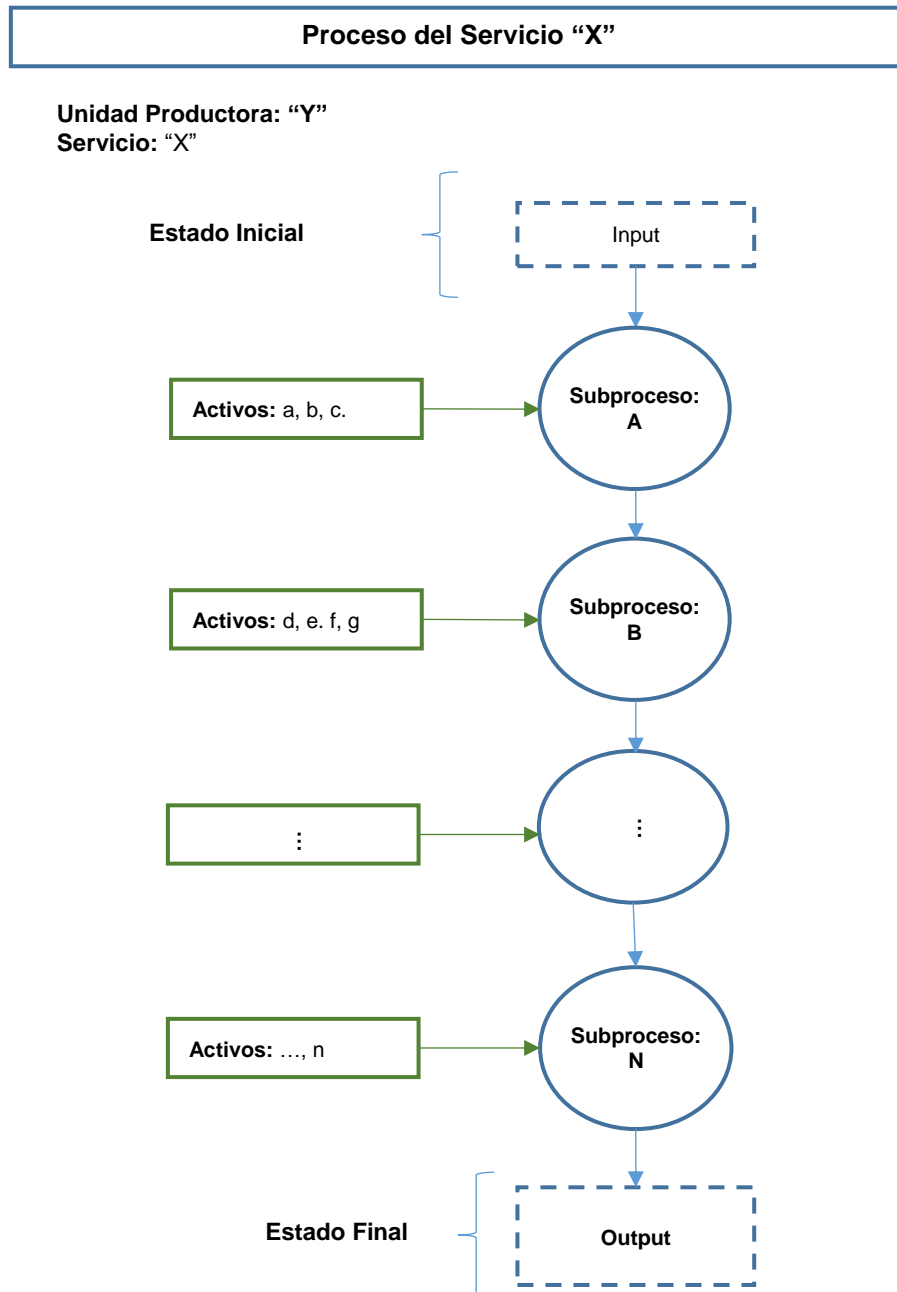 Proceso del Servicio “X”
Unidad Productora: “Y”
Servicio: “X”
Estado Inicial
Input
Activos: a, b, c.
Subproceso:
A
Activos: d, e. f, g
Subproceso:
B
⋮
⋮
Activos: …, n
Subproceso:
N
Estado Final
Output